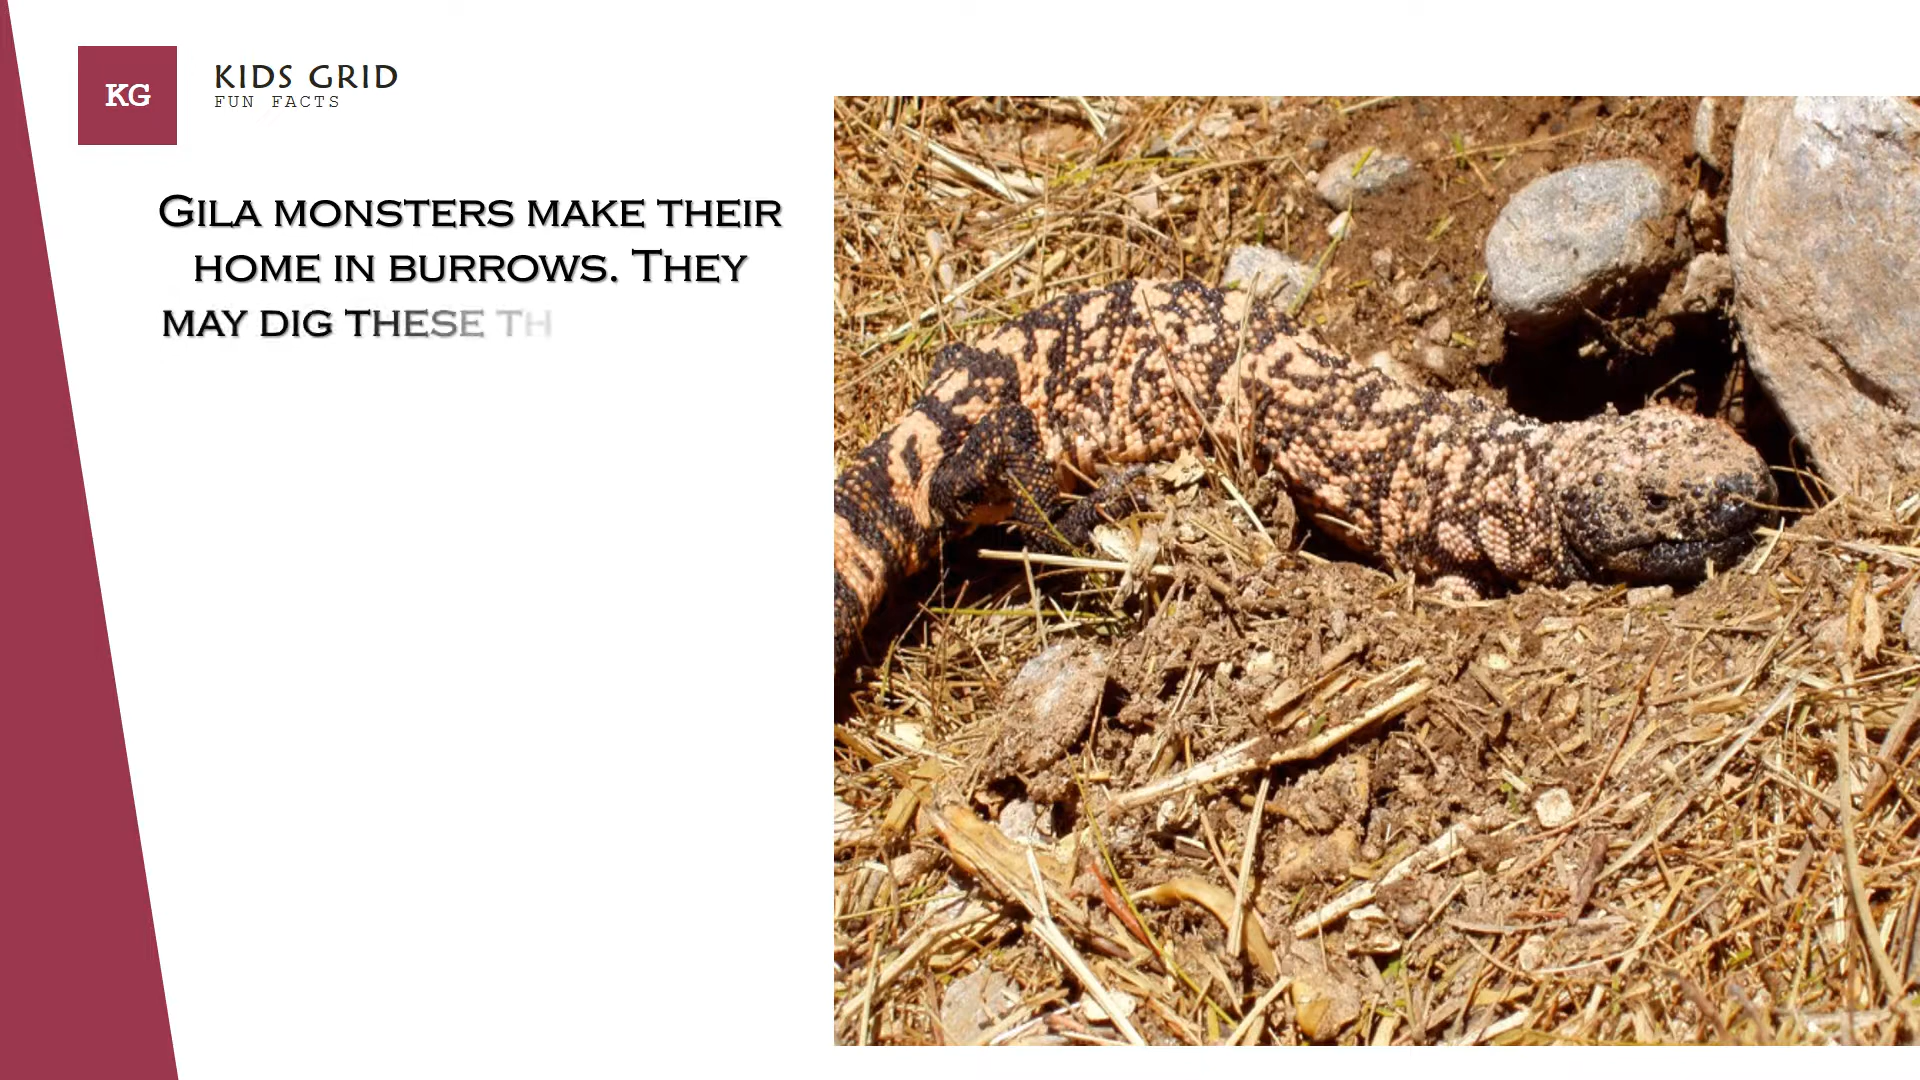 KG
KIDS GRID
FUN FACTS
GILA MONSTERS MAKE THEIR
HOME IN BURROWS. THEY
MAY DIG THESE